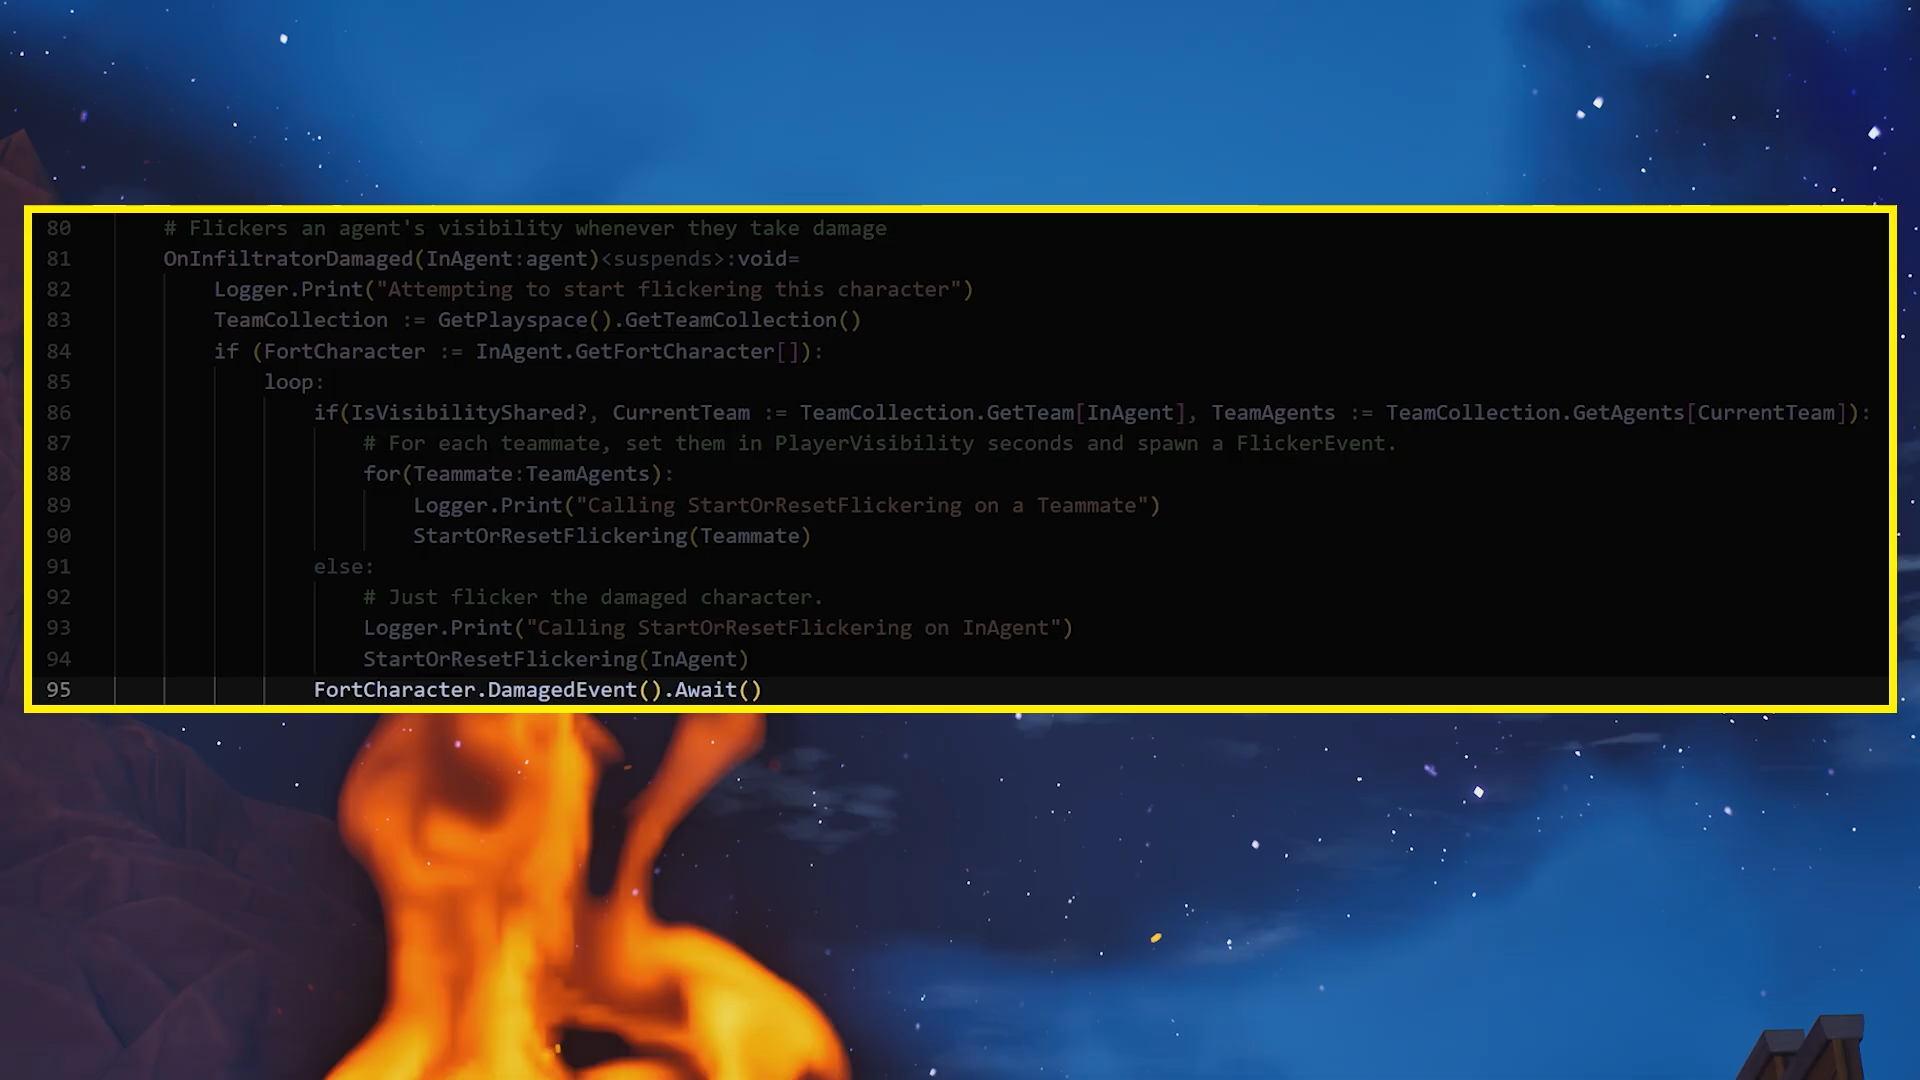 80 # Flickers an agent's visibility whenever they take damage
81 OnInfiltratorDamaged(InAgent:agent)<suspends>:void=
82 Logger.Print("Attempting to start flickering this character")
83 TeamCollection := GetPlayspace().GetTeamCollection()
84 if (FortCharacter := InAgent.GetFortCharacter[]):
85 loop:
86 if(IsVisibilityShared?, CurrentTeam := TeamCollection.GetTeam[InAgent], TeamAgents := TeamCollection.GetAgents[CurrentTeam]):
87 # For each teammate, set them in PlayerVisibility seconds and spawn a FlickerEvent.
88 for(Teammate:TeamAgents):
89 Logger.Print("Calling StartOrResetFlickering on a Teammate")
90 StartOrResetFlickering(Teammate)
91 else:
92 # Just flicker the damaged character.
93 Logger.Print("Calling StartOrResetFlickering on InAgent")
94 StartOrResetFlickering(InAgent)
95 FortCharacter.DamagedEvent().Await()